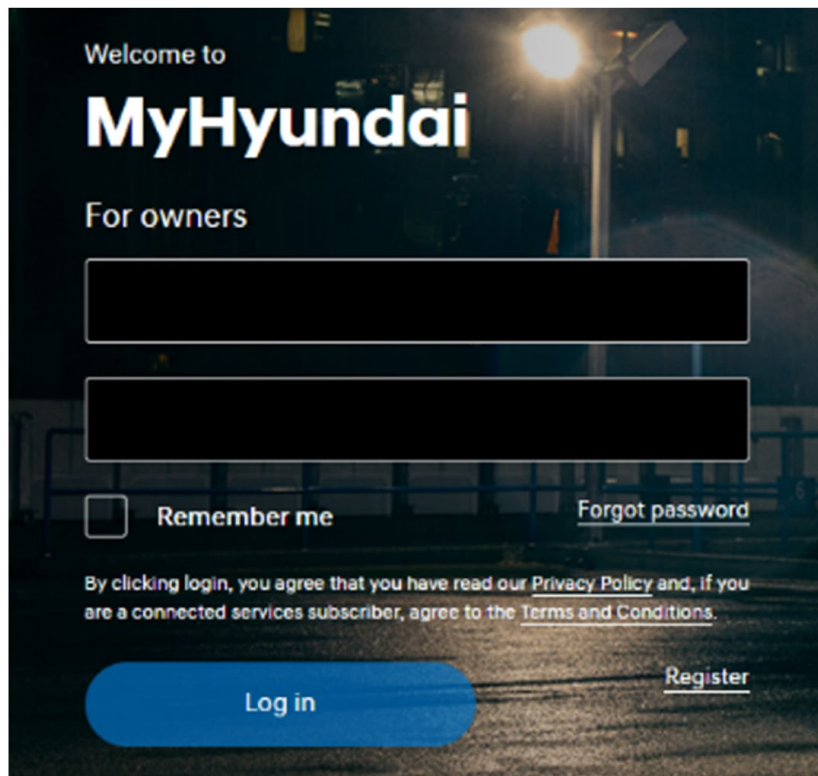 Welcome to
MyHyundai
For owners
Remember me
Forgot password
By clicking login, you agree that you have read our Privacy Policy and, if you
are a connected services subscriber, agree to the Terms and Conditions.
Log in
Register